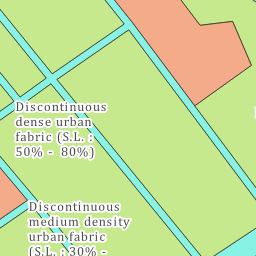 Discontinuous
dense urban
fabric (S.L. :
50% - 80%)
Discontinuous
medium density
urban fabric
(S.L. : 30% -